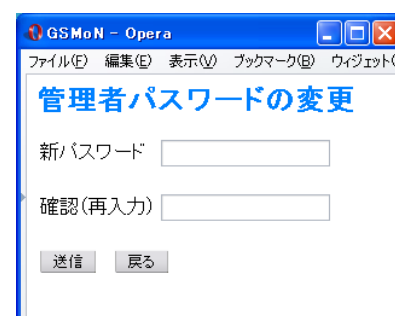 GSMoN - Opera
ファイル(F) 編集(E) 表示(V) ブックマーク(B) ウィジェット(
管理者パスワードの変更
新パスワード
確認(再入力)
送信 戻る